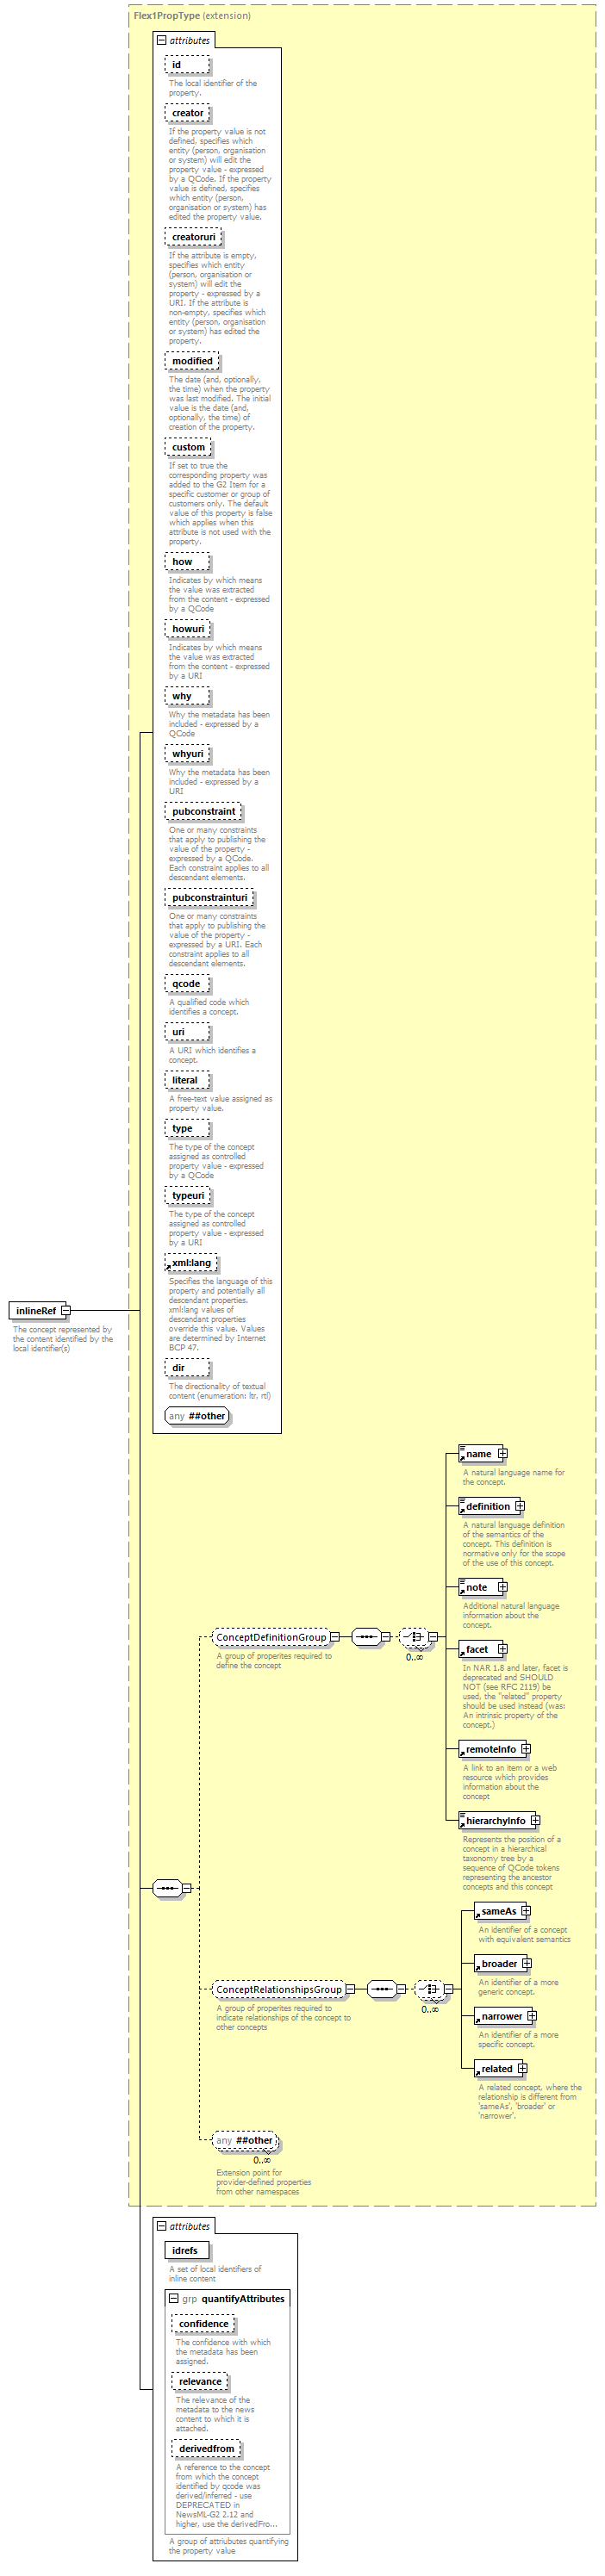 Flex1PropType (extension)
attributes
id
The local identifier of the
property.
creator
If the property value is not
defined, specifies which
entity (person, organisation
or system) will edit the
property value - expressed
by a QCode. If the property
value is defined, specifies
which entity (person,
organisation or system) has
edited the property value.
creatoruri
If the attribute is empty,
specifies which entity
(person, organisation or
system) will edit the
property - expressed by a
URI. If the attribute is
non-empty, specifies which
entity (person, organisation
or system) has edited the
property.
modified
The date (and, optionally,
the time) when the property
was last modified. The initial
value is the date (and,
optionally, the time) of
creation of the property.
custom
If set to true the
corresponding property was
added to the G2 Item for a
specific customer or group of
customers only. The default
value of this property is false
which applies when this
attribute is not used with the
property.
how
Indicates by which means
the value was extracted
from the content - expressed
by a QCode
howuri
Indicates by which means
the value was extracted
from the content - expressed
by a URI
why
Why the metadata has been
included - expressed by a
QCode
whyuri
Why the metadata has been
included - expressed by a
URI
pubconstraint
One or many constraints
that apply to publishing the
value of the property -
expressed by a QCode.
Each constraint applies to all
descendant elements.
pubconstrainturi
One or many constraints
that apply to publishing the
value of the property -
expressed by a URI. Each
constraint applies to all
descendant elements.
qcode
A qualified code which
identifies a concept.
uri
A URI which identifies a
concept.
literal
A free-text value assigned as
property value.
type
The type of the concept
assigned as controlled
property value - expressed
by a QCode
typeuri
The type of the concept
assigned as controlled
property value - expressed
by a URI
xml:lang
Specifies the language of this
property and potentially all
descendant properties.
xml:lang values of
descendant properties
override this value. Values
are determined by Internet
BCP 47.
dir
The directionality of textual
content (enumeration: ltr, rtl)
any ##other
inlineRef
The concept represented by
the content identified by the
local identifier(s)
name
A natural language name for
the concept.
definition
A natural language definition
of the semantics of the
concept. This definition is
normative only for the scope
of the use of this concept.
note
Additional natural language
information about the
concept.
ConceptDefinitionGroup
0..∞
A group of properites required to
define the concept
facet
In NAR 1.8 and later, facet is
deprecated and SHOULD
NOT (see RFC 2119) be
used, the "related" property
should be used instead (was:
An intrinsic property of the
concept.)
remoteInfo
A link to an item or a web
resource which provides
information about the
concept
hierarchyInfo
Represents the position of a
concept in a hierarchical
taxonomy tree by a
sequence of QCode tokens
representing the ancestor
concepts and this concept
sameAs
An identifier of a concept
with equivalent semantics
broader
An identifier of a more
generic concept.
ConceptRelationshipsGroup
0..∞
A group of properites required to
indicate relationships of the concept to
other concepts
narrower
An identifier of a more
specific concept.
related
A related concept, where the
relationship is different from
'sameAs', 'broader' or
'narrower'.
any ##other
0..∞
Extension point for
provider-defined properties
from other namespaces
attributes
idrefs
A set of local identifiers of
inline content
grp quantifyAttributes
confidence
The confidence with which
the metadata has been
assigned.
relevance
The relevance of the
metadata to the news
content to which it is
attached.
derivedfrom
A reference to the concept
from which the concept
identified by qcode was
derived/inferred - use
DEPRECATED in
NewsML-G2 2.12 and
higher, use the derivedFro...
A group of attriubutes quantifying
the property value